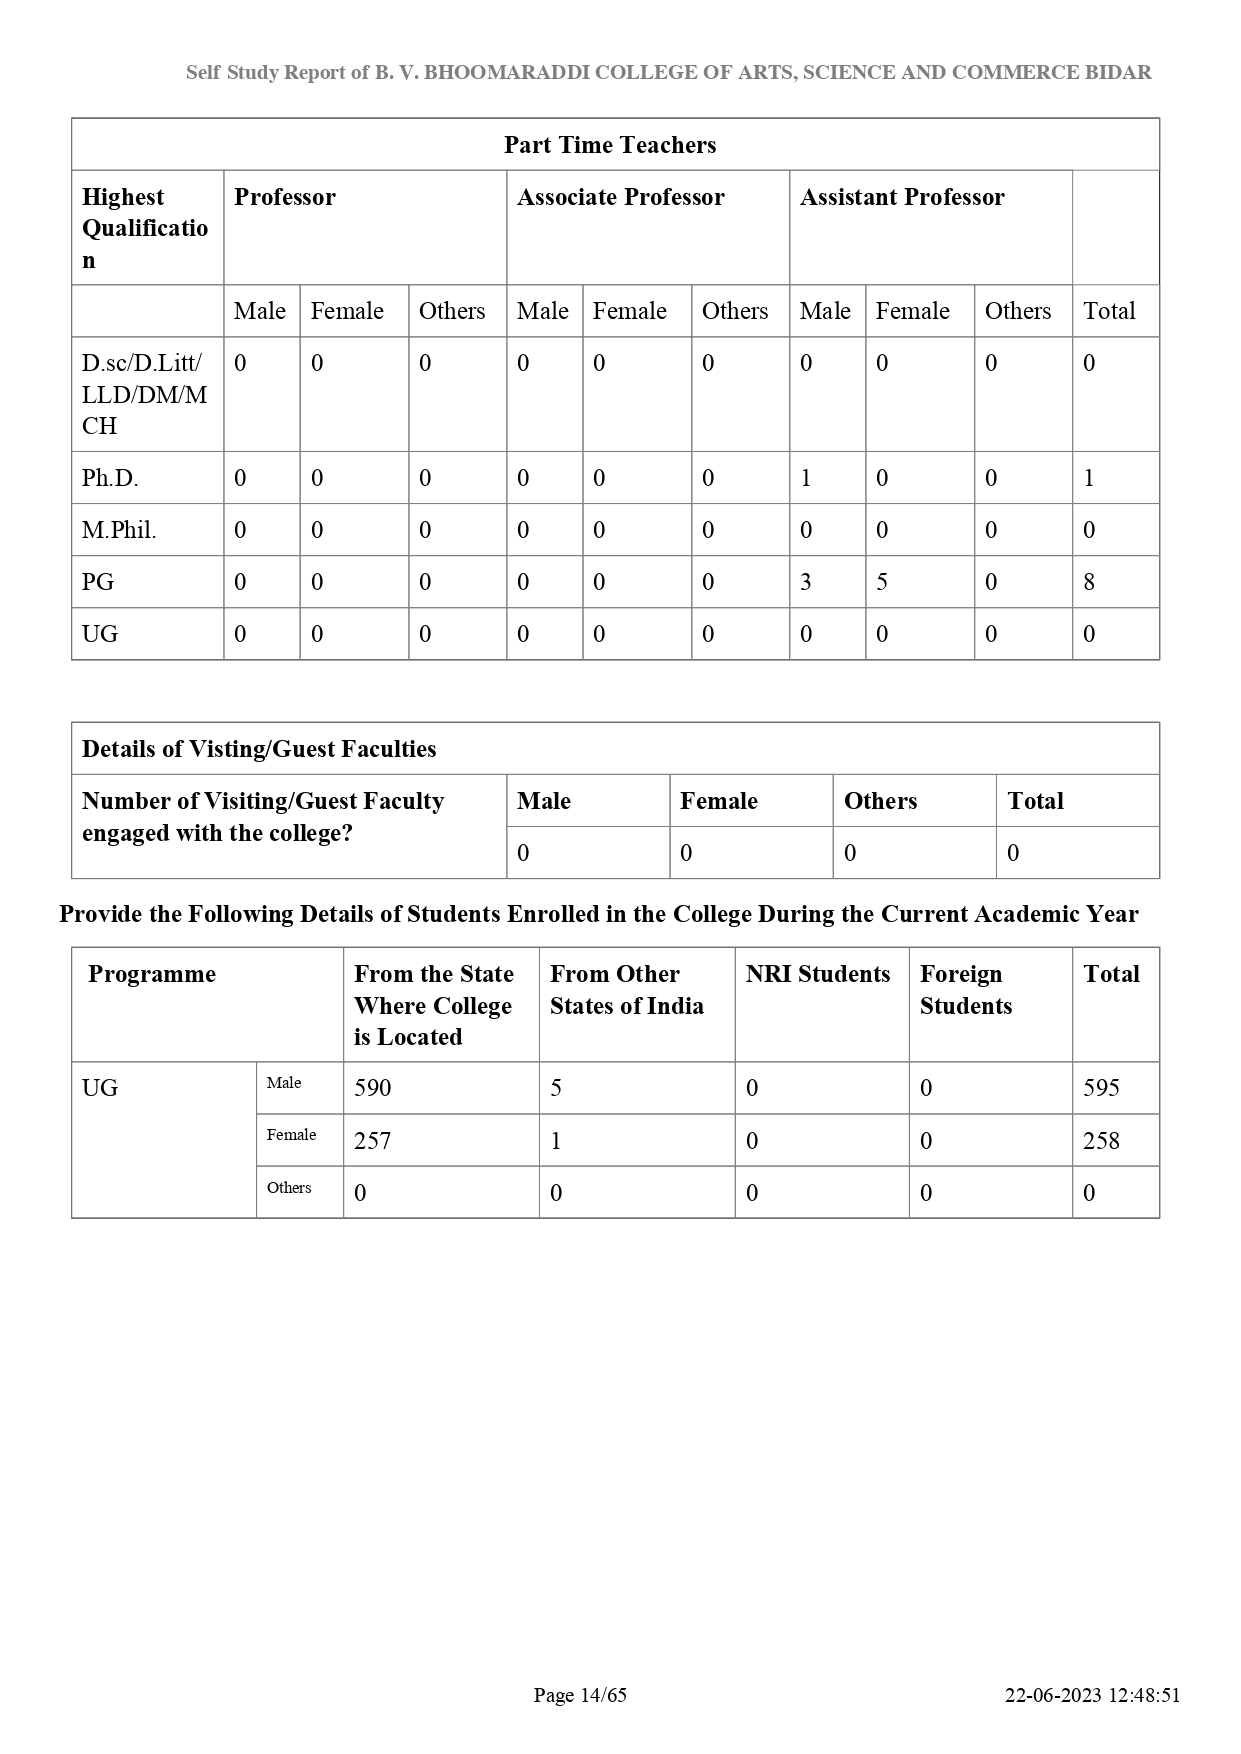 Self Study Report of B. V. BHOOMARADDI COLLEGE OF ARTS, SCIENCE AND COMMERCE BIDAR
Part Time Teachers
Highest Qualificatio n Professor Associate Professor Assistant Professor
Male Female Others Male Female Others Male Female Others Total
D.sc/D.Litt/ LLD/DM/M CH 0 0 0 0 0 0 0 0 0 0
Ph.D. 0 0 0 0 0 0 1 0 0 1
M.Phil. 0 0 0 0 0 0 0 0 0 0
PG 0 0 0 0 0 0 3 5 0 8
UG 0 0 0 0 0 0 0 0 0 0
Details of Visting/Guest Faculties
Number of Visiting/Guest Faculty engaged with the college? Male Female Others Total
0 0 0 0
Provide the Following Details of Students Enrolled in the College During the Current Academic Year
Programme From the State Where College is Located From Other States of India NRI Students Foreign Students Total
UG Male 590 5 0 0 595
Female 257 1 0 0 258
Others 0 0 0 0 0
Page 14/65 22-06-2023 12:48:51